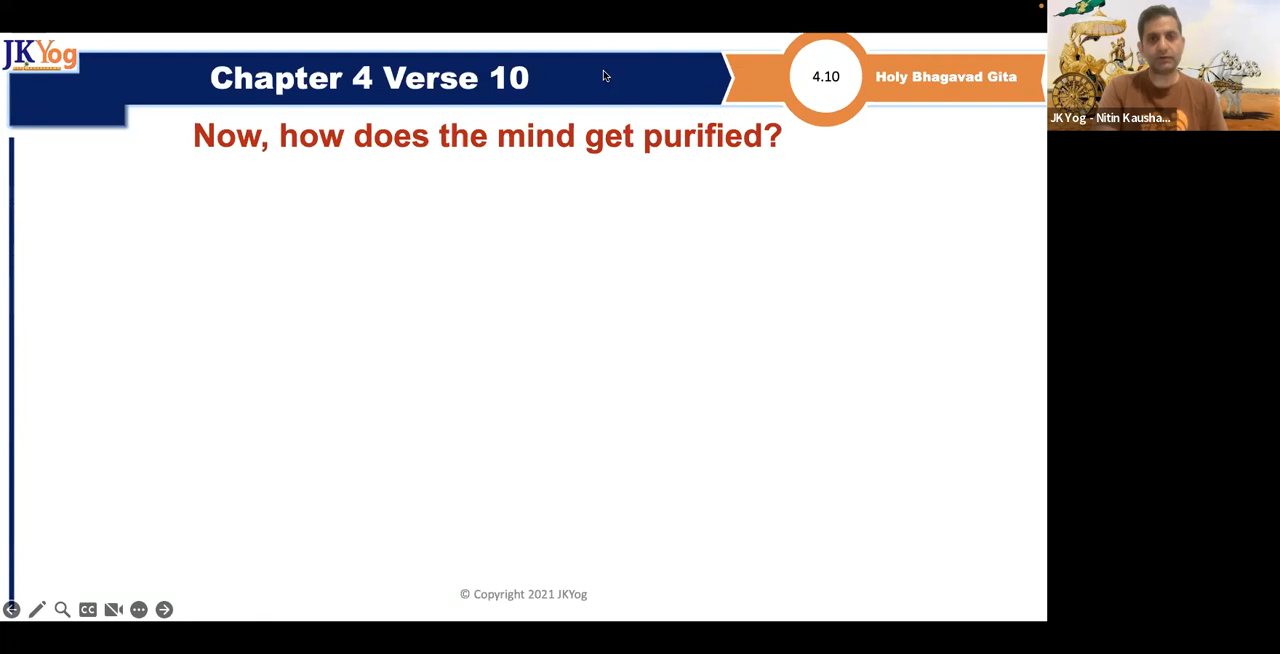 JKYog
Chapter 4 Verse 10
4.10
Holy Bhagavad Gita
JKYog - Nitin Kausha...
Now, how does the mind get purified?
© Copyright 2021 JKYog
CC